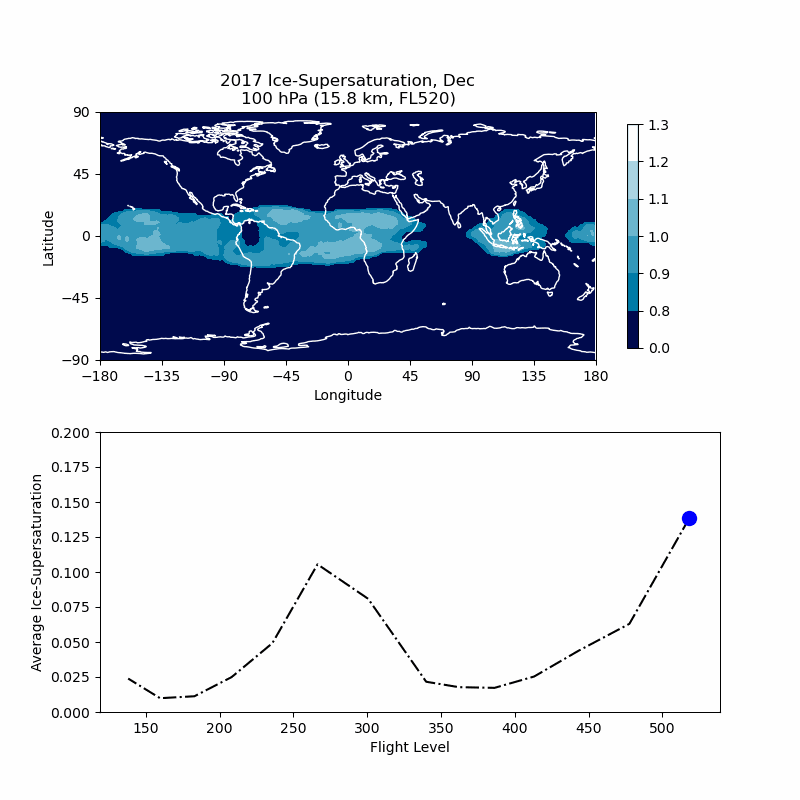 2017 Ice-Supersaturation, Dec
100 hPa (15.8 km, FL520)
90
45
0
−45
−90
Latitude
−180 −135 −90 −45 0 45 90 135 180
Longitude
1.3
1.2
1.1
1.0
0.9
0.8
0.0
0.200
0.175
0.150
0.125
0.100
0.075
0.050
0.025
0.000
Average Ice-Supersaturation
150 200 250 300 350 400 450 500
Flight Level